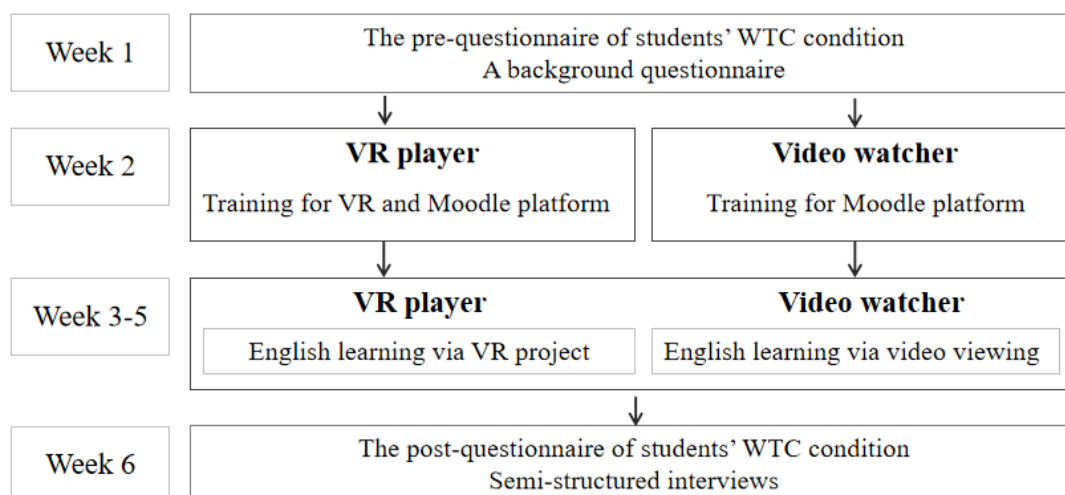 Week 1
The pre-questionnaire of students’ WTC condition
A background questionnaire
Week 2
VR player
Training for VR and Moodle platform
Video watcher
Training for Moodle platform
Week 3-5
VR player
English learning via VR project
Video watcher
English learning via video viewing
Week 6
The post-questionnaire of students’ WTC condition
Semi-structured interviews